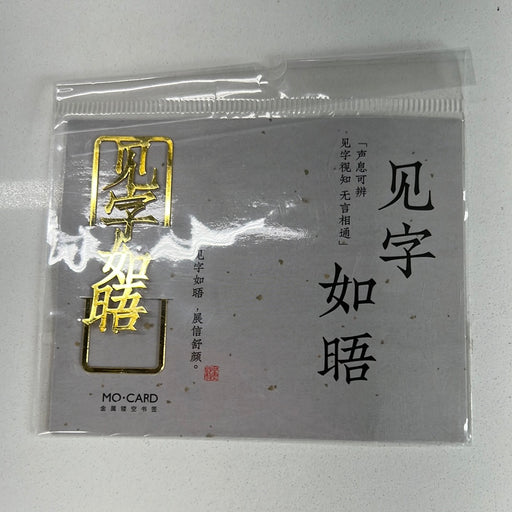 见字
如晤
「声息可辨
见字视知 无言相通」
见字如晤，展信舒颜。
见字如晤
MO·CARD
金属镂空书签